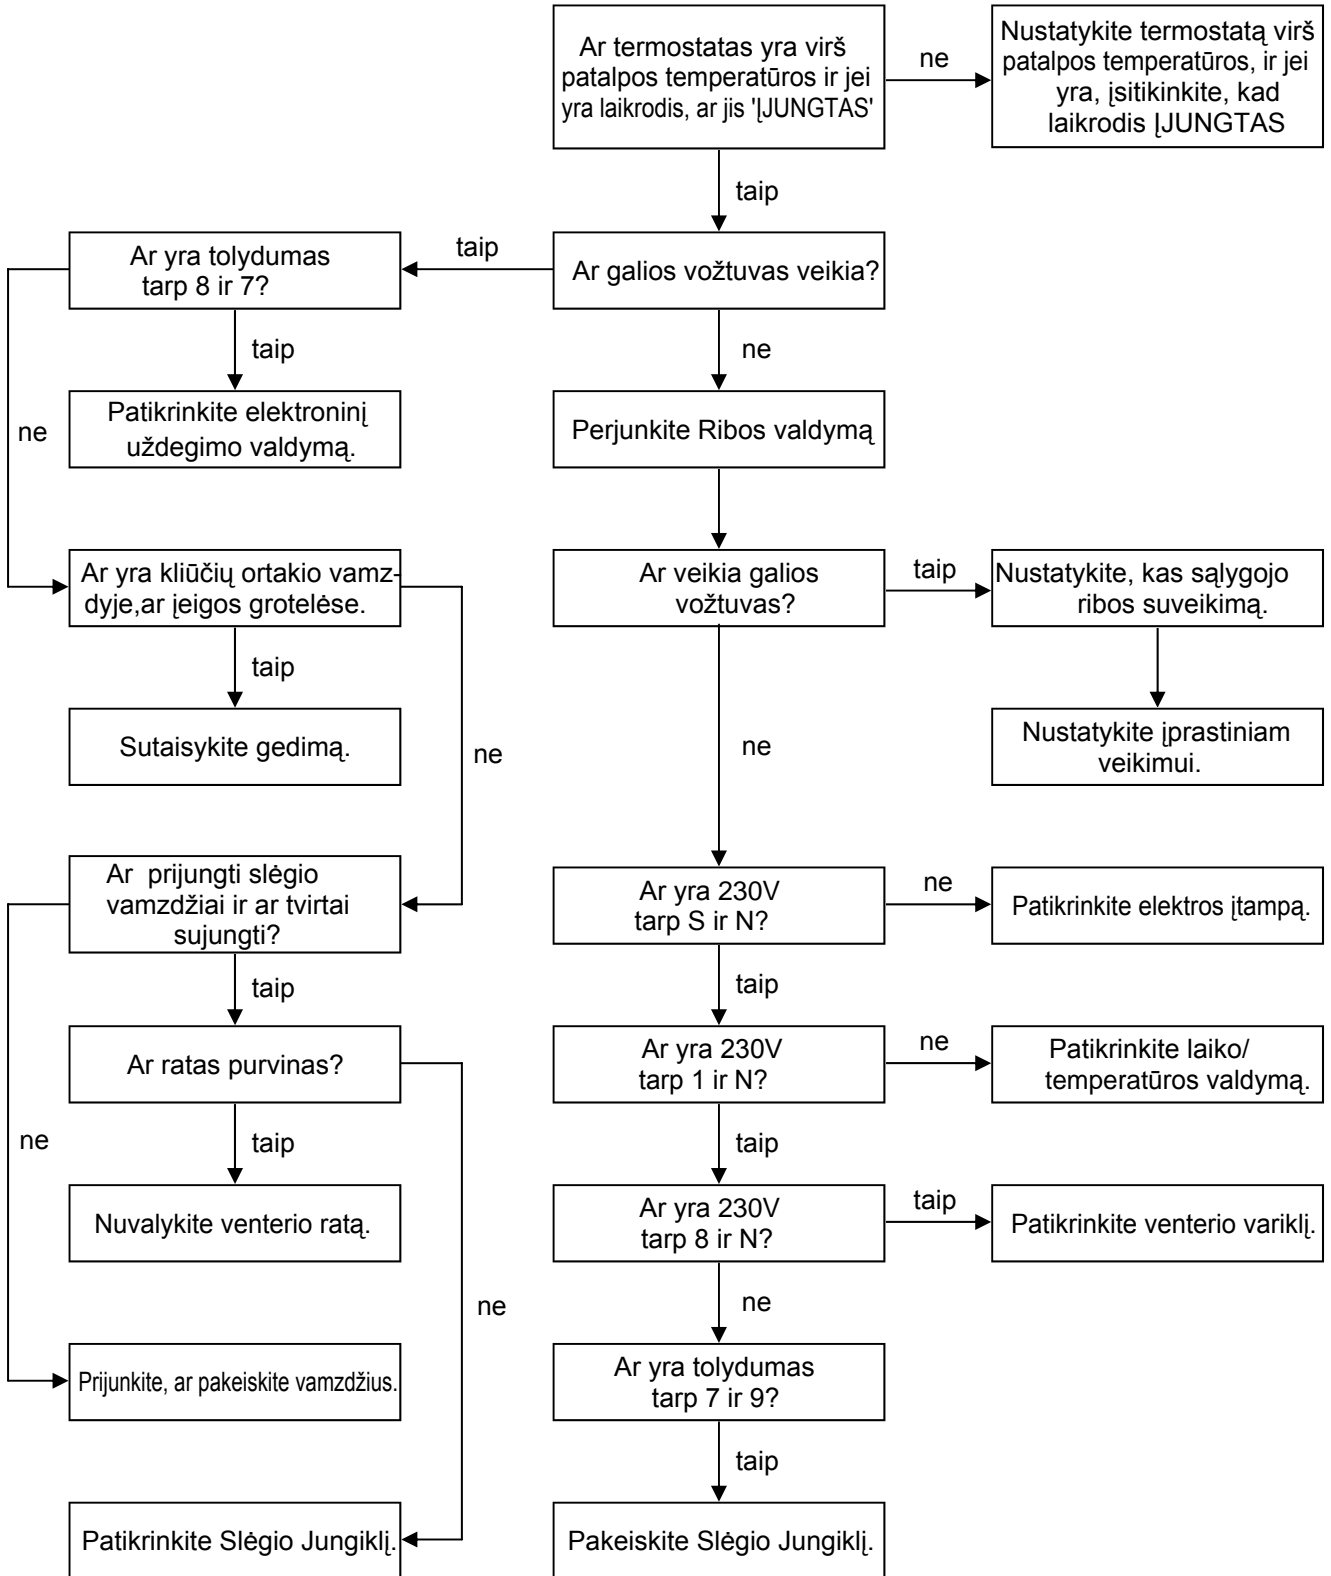 Ar termostatas yra virš
patalpos temperatūros ir jei
yra laikrodis, ar jis 'ĮJUNGTAS'
ne
Nustatykite termostatą virš
patalpos temperatūros, ir jei
yra, įsitikinkite, kad
laikrodis ĮJUNGTAS
taip
Ar yra tolydumas
tarp 8 ir 7?
taip
Ar galios vožtuvas veikia?
taip
ne
ne
Patikrinkite elektroninį
uždegimo valdymą.
Perjunkite Ribos valdymą
Ar yra kliūčių ortakio vamz-
dyje,ar įeigos grotelėse.
Ar veikia galios
vožtuvas?
taip
Nustatykite, kas sąlygojo
ribos suveikimą.
taip
Sutaisykite gedimą.
ne
ne
Nustatykite įprastiniam
veikimui.
Ar prijungti slėgio
vamzdžiai ir ar tvirtai
sujungti?
Ar yra 230V
tarp S ir N?
ne
Patikrinkite elektros įtampą.
taip
taip
Ar ratas purvinas?
Ar yra 230V
tarp 1 ir N?
ne
Patikrinkite laiko/
temperatūros valdymą.
ne
taip
taip
Nuvalykite venterio ratą.
Ar yra 230V
tarp 8 ir N?
taip
Patikrinkite venterio variklį.
ne
ne
Prijunkite, ar pakeiskite vamzdžius.
Ar yra tolydumas
tarp 7 ir 9?
taip
Patikrinkite Slėgio Jungiklį.
Pakeiskite Slėgio Jungiklį.